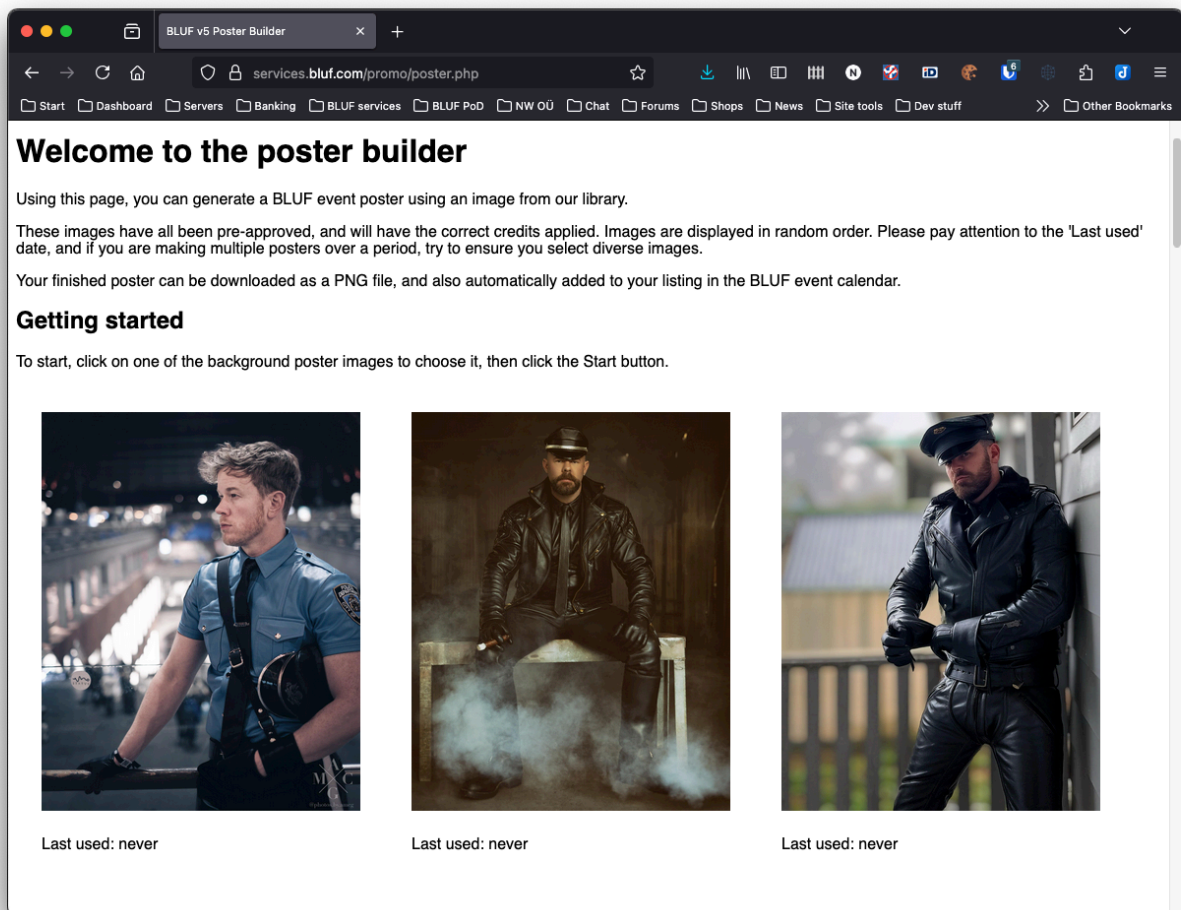 BLUF v5 Poster Builder
services.bluf.com/promo/poster.php
6
Start Dashboard Servers Banking BLUF services BLUF PoD NW OÜ Chat Forums Shops News Site tools Dev stuff Other Bookmarks
Welcome to the poster builder
Using this page, you can generate a BLUF event poster using an image from our library.
These images have all been pre-approved, and will have the correct credits applied. Images are displayed in random order. Please pay attention to the 'Last used'
date, and if you are making multiple posters over a period, try to ensure you select diverse images.
Your finished poster can be downloaded as a PNG file, and also automatically added to your listing in the BLUF event calendar.
Getting started
To start, click on one of the background poster images to choose it, then click the Start button.
Last used: never Last used: never Last used: never